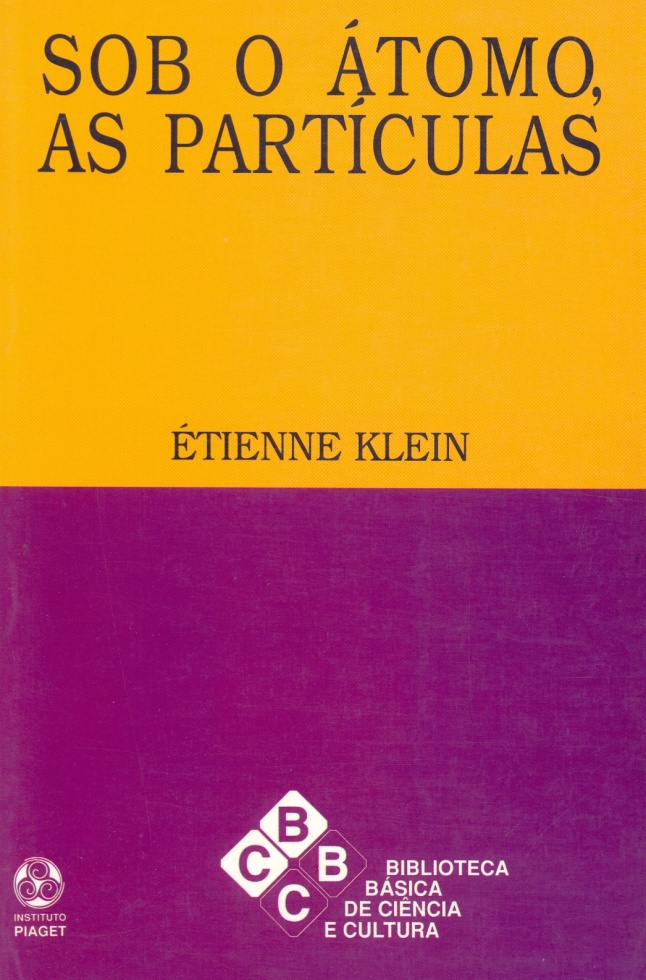 SOB O ÁTOMO,
AS PARTÍCULAS
ÉTIENNE KLEIN
B
C B
C
BIBLIOTECA
BÁSICA
DE CIÊNCIA
E CULTURA
INSTITUTO
PIAGET